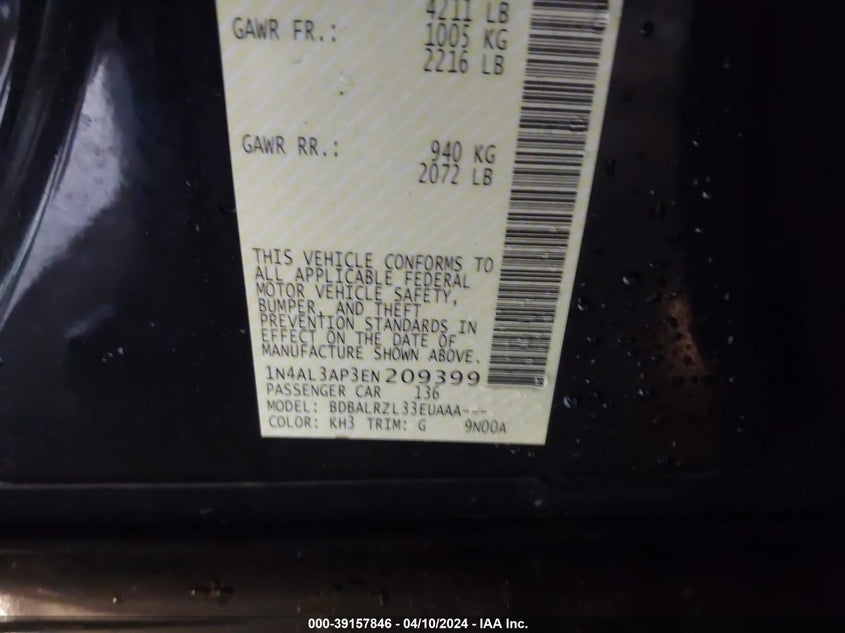 4211 LB
GAWR FR.: 1005 KG
2216 LB
GAWR RR.: 940 KG
2072 LB
THIS VEHICLE CONFORMS TO
ALL APPLICABLE FEDERAL
MOTOR VEHICLE SAFETY,
BUMPER, AND THEFT
PREVENTION STANDARDS IN
EFFECT ON THE DATE OF
MANUFACTURE SHOWN ABOVE.
1N4AL3AP3EN209399
PASSENGER CAR 136
MODEL: BDBALRZL33EUAAA---
COLOR: KH3 TRIM: G 9N00A
000-39157846 - 04/10/2024 - IAA Inc.